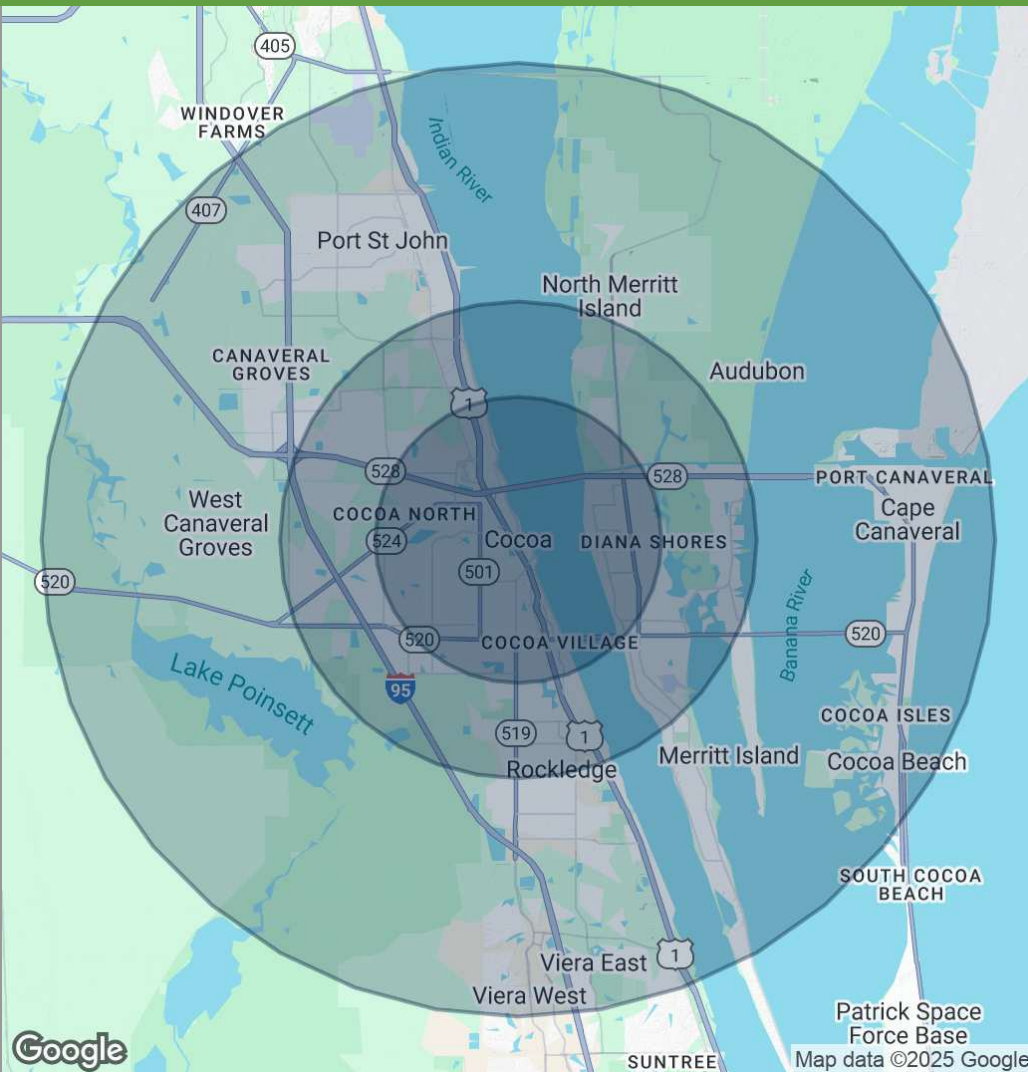 405
WINDOVER
FARMS
Indian River
407
Port St John
North Merritt
Island
CANAVERAL
GROVES
Audubon
1
528
528
PORT CANAVERAL
West
Canaveral
Groves
COCOA NORTH
Cape
Canaveral
524
Cocoa
DIANA SHORES
501
520
Banana River
520
520
COCOA VILLAGE
Lake Poinsett
95
COCOA ISLES
519
1
Merritt Island
Cocoa Beach
Rockledge
SOUTH COCOA
BEACH
Viera East
1
Viera West
Patrick Space
Force Base
Google
SUNTREE
Map data ©2025 Google